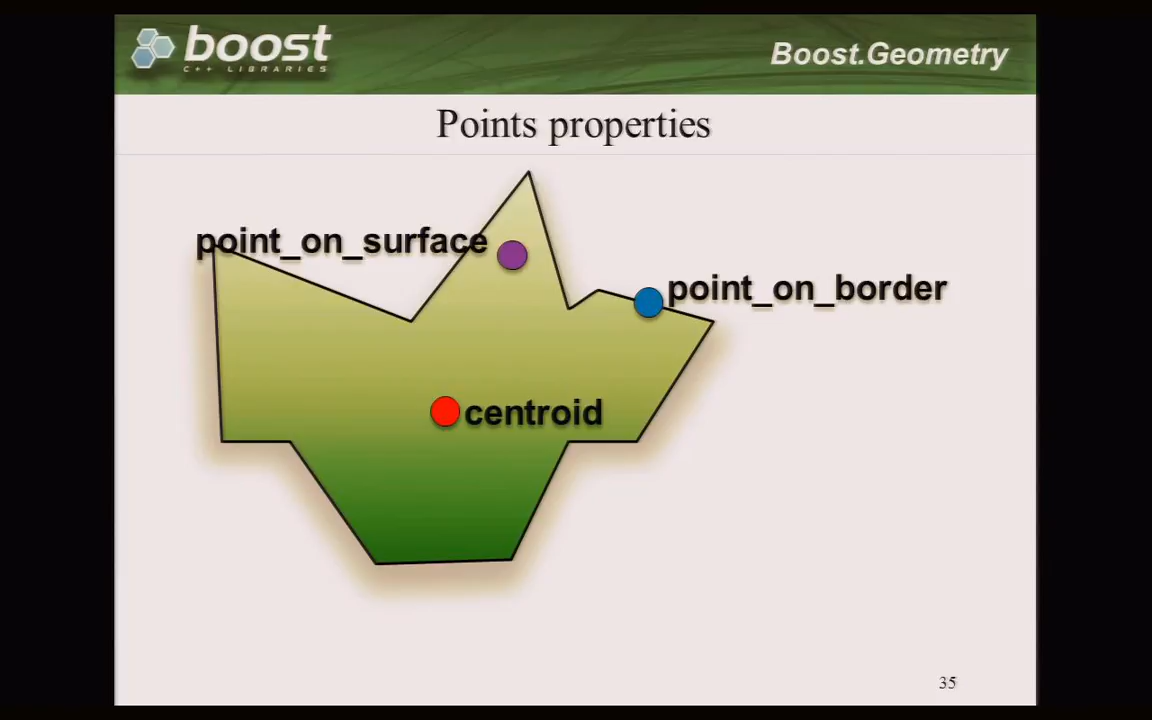 boost
C++ LIBRARIES
Boost.Geometry
Points properties
point_on_surface
point_on_border
centroid
35